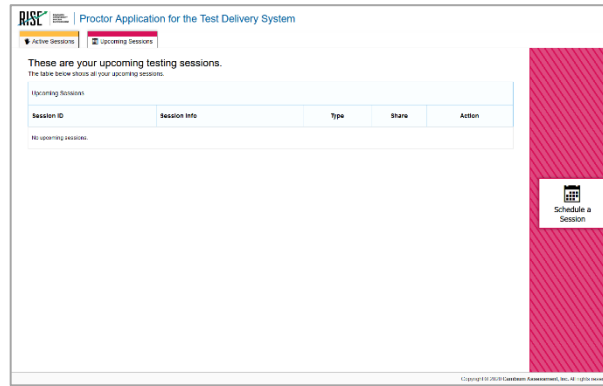 RISE
Proctor Application for the Test Delivery System
Active Sessions
Upcoming Sessions
These are your upcoming testing sessions.
The table below shows all your upcoming sessions.
Upcoming Sessions
Session ID Session Info Type Share Action
No upcoming sessions.
Schedule a
Session
Copyright © 2020 Cambium Assessment, Inc. All rights